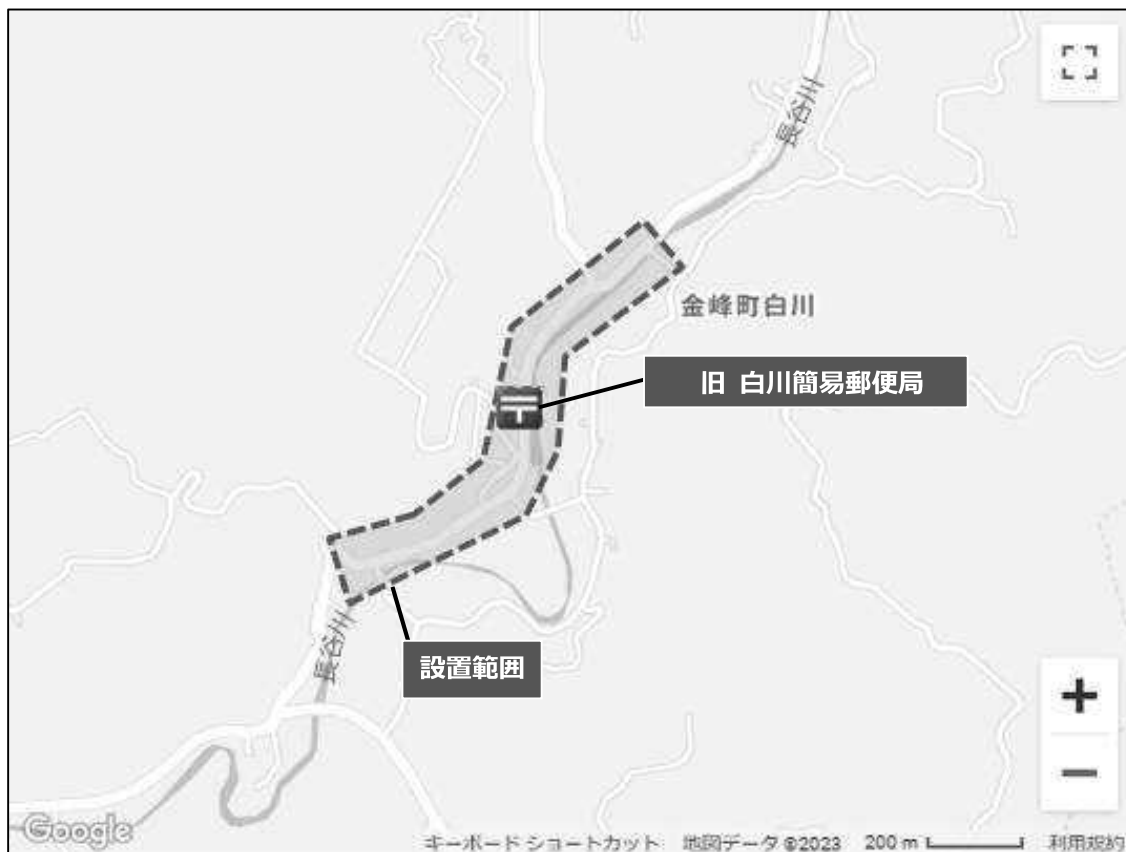 長谷川
金峰町白川
旧 白川簡易郵便局
設置範囲
長谷川
Google
キーボード ショートカット 地図データ ©2023 200 m 利用規約